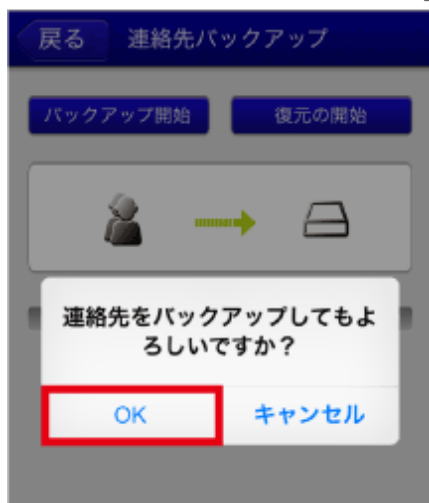 戻る 連絡先バックアップ
バックアップ開始 復元の開始
連絡先をバックアップしてもよ
ろしいですか？
OK キャンセル